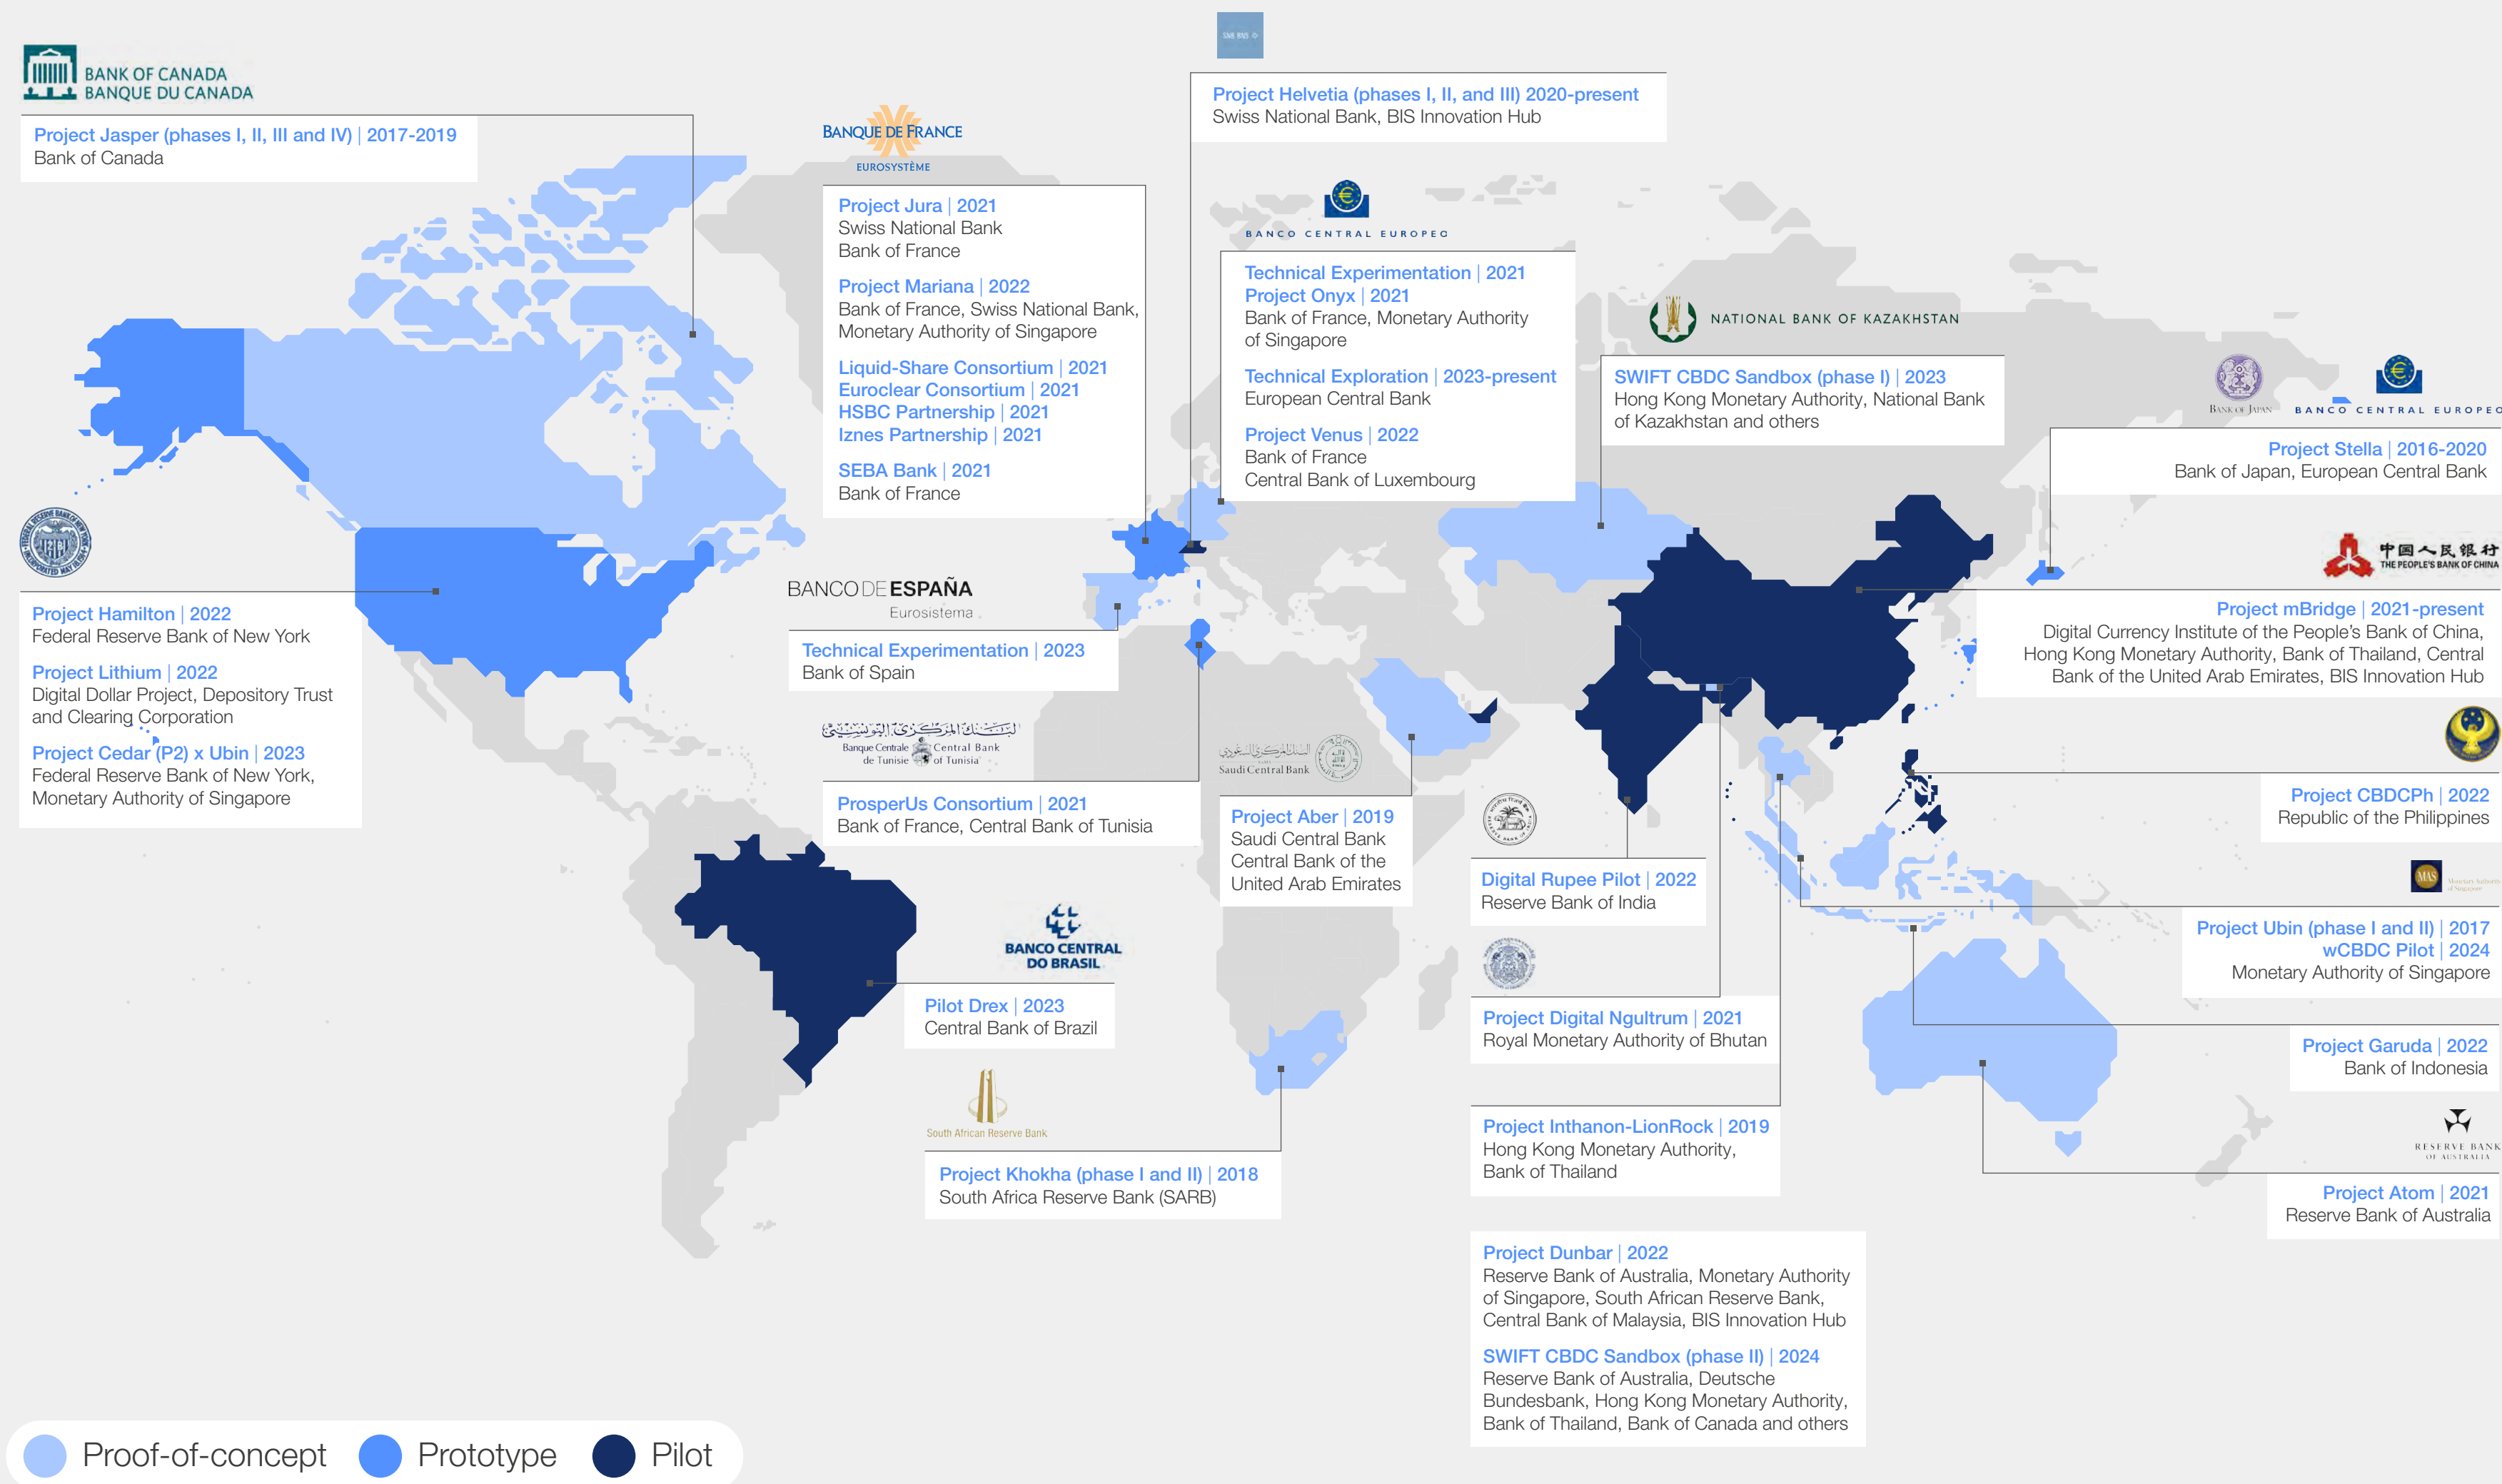 BANK OF CANADA
BANQUE DU CANADA
Project Jasper (phases I, II, III and IV) | 2017-2019
Bank of Canada
BANQUE DE FRANCE
EUROSYSTÈME
Project Jura | 2021
Swiss National Bank
Bank of France
Project Mariana | 2022
Bank of France, Swiss National Bank,
Monetary Authority of Singapore
Liquid-Share Consortium | 2021
Euroclear Consortium | 2021
HSBC Partnership | 2021
Iznes Partnership | 2021
SEBA Bank | 2021
Bank of France
Project Helvetia (phases I, II, and III) 2020-present
Swiss National Bank, BIS Innovation Hub
BANCO CENTRAL EUROPEO
Technical Experimentation | 2021
Project Onyx | 2021
Bank of France, Monetary Authority
of Singapore
Technical Exploration | 2023-present
European Central Bank
Project Venus | 2022
Bank of France
Central Bank of Luxembourg
NATIONAL BANK OF KAZAKHSTAN
SWIFT CBDC Sandbox (phase I) | 2023
Hong Kong Monetary Authority, National Bank
of Kazakhstan and others
BANK OF JAPAN
BANCO CENTRAL EUROPEO
Project Stella | 2016-2020
Bank of Japan, European Central Bank
中国人民银行
THE PEOPLE'S BANK OF CHINA
Project mBridge | 2021-present
Digital Currency Institute of the People's Bank of China,
Hong Kong Monetary Authority, Bank of Thailand, Central
Bank of the United Arab Emirates, BIS Innovation Hub
Project Hamilton | 2022
Federal Reserve Bank of New York
Project Lithium | 2022
Digital Dollar Project, Depository Trust
and Clearing Corporation
Project Cedar (P2) x Ubin | 2023
Federal Reserve Bank of New York,
Monetary Authority of Singapore
BANCO DE ESPAÑA
Eurosistema
Technical Experimentation | 2023
Bank of Spain
البنك المركزي التونسي
Banque Centrale de Tunisie
Central Bank of Tunisia
ProsperUs Consortium | 2021
Bank of France, Central Bank of Tunisia
البنك المركزي السعودي
Saudi Central Bank
Project Aber | 2019
Saudi Central Bank
Central Bank of the
United Arab Emirates
Digital Rupee Pilot | 2022
Reserve Bank of India
Project Digital Ngultrum | 2021
Royal Monetary Authority of Bhutan
Project Inthanon-LionRock | 2019
Hong Kong Monetary Authority,
Bank of Thailand
Project CBDCPh | 2022
Republic of the Philippines
MAS
Monetary Authority
of Singapore
Project Ubin (phase I and II) | 2017
wCBDC Pilot | 2024
Monetary Authority of Singapore
Project Garuda | 2022
Bank of Indonesia
RESERVE BANK
OF AUSTRALIA
Project Atom | 2021
Reserve Bank of Australia
BANCO CENTRAL
DO BRASIL
Pilot Drex | 2023
Central Bank of Brazil
South African Reserve Bank
Project Khokha (phase I and II) | 2018
South Africa Reserve Bank (SARB)
Project Dunbar | 2022
Reserve Bank of Australia, Monetary Authority
of Singapore, South African Reserve Bank,
Central Bank of Malaysia, BIS Innovation Hub
SWIFT CBDC Sandbox (phase II) | 2024
Reserve Bank of Australia, Deutsche
Bundesbank, Hong Kong Monetary Authority,
Bank of Thailand, Bank of Canada and others
Proof-of-concept
Prototype
Pilot